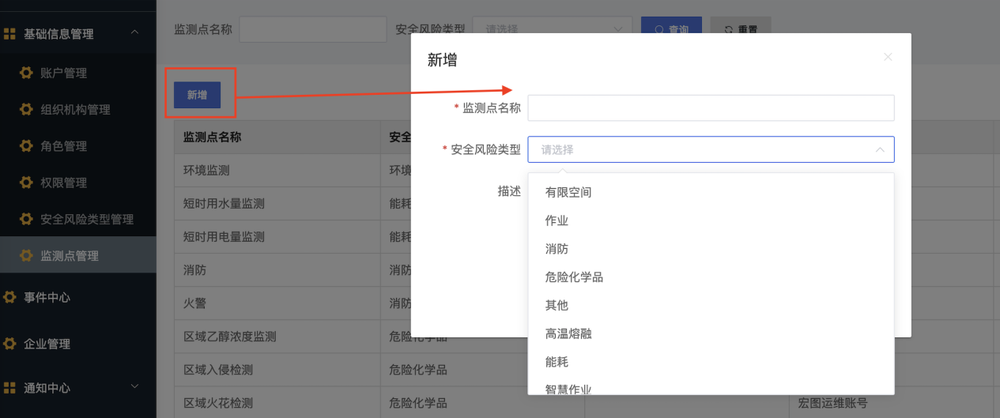 基础信息管理
账户管理
组织机构管理
角色管理
权限管理
安全风险类型管理
监测点管理
事件中心
企业管理
通知中心
监测点名称
安全风险类型
请选择
查询
重置
新增
监测点名称
安全
环境监测
环境
短时用水量监测
能耗
短时用电量监测
能耗
消防
消防
火警
消防
区域乙醇浓度监测
危险化学品
区域入侵检测
危险化学品
区域火花检测
危险化学品
宏图运维账号
新增
* 监测点名称
* 安全风险类型
请选择
描述
有限空间
作业
消防
危险化学品
其他
高温熔融
能耗
智慧作业